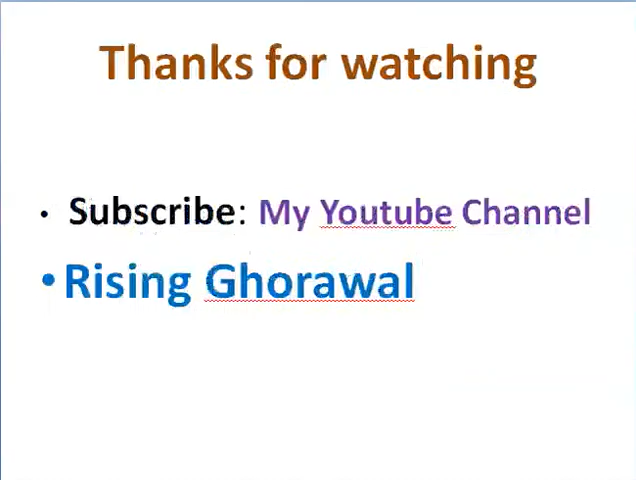 Thanks for watching
• Subscribe: My Youtube Channel
• Rising Ghorawal